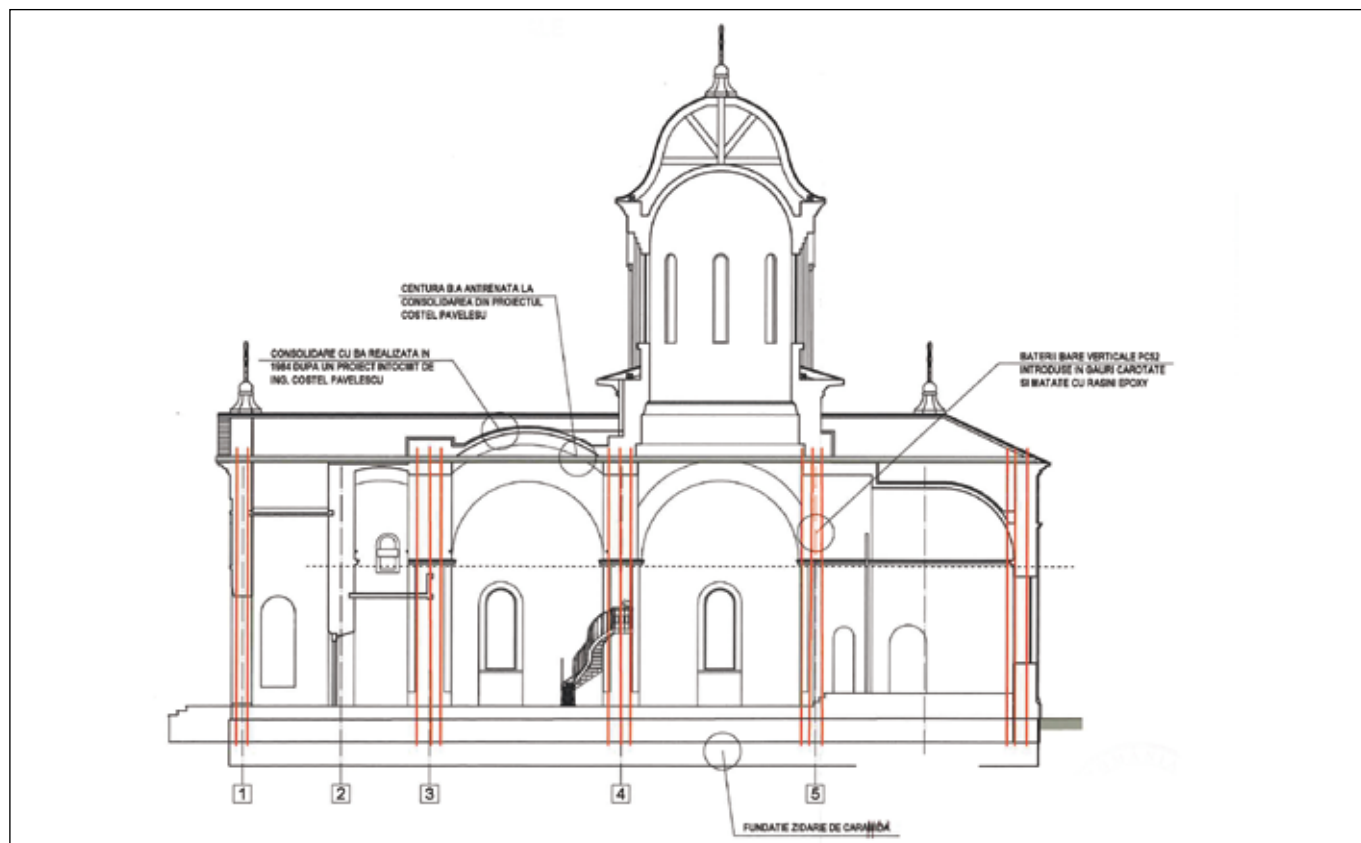 CENTURA B.A ANTRENATA LA
CONSOLIDAREA DIN PROIECTUL
COSTEL PAVELESU
CONSOLIDARE CU BA REALIZATA IN
1984 DUPA UN PROIECT INTOCMIT DE
ING. COSTEL PAVELESCU
BATERII BARE VERTICALE PC52
INTRODUSE IN GAURI CAROTATE
SI MATATE CU RASINI EPOXY
1 2 3 4 5
FUNDATIE ZIDARIE DE CARAMIDA